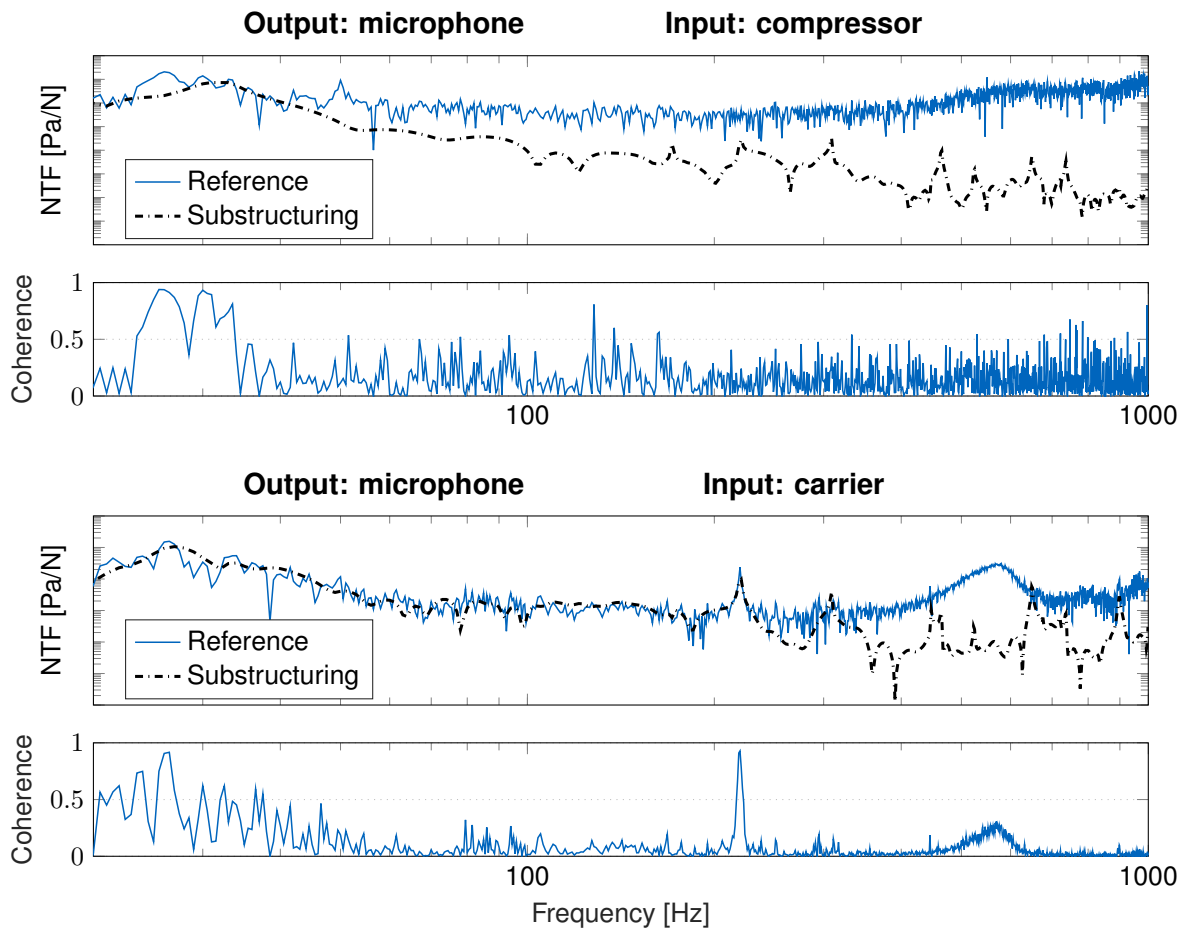 Output: microphone Input: compressor
NTF [Pa/N]
Reference
Substructuring
Coherence
1
0.5
0
100 1000
Output: microphone Input: carrier
NTF [Pa/N]
Reference
Substructuring
Coherence
1
0.5
0
100 1000
Frequency [Hz]